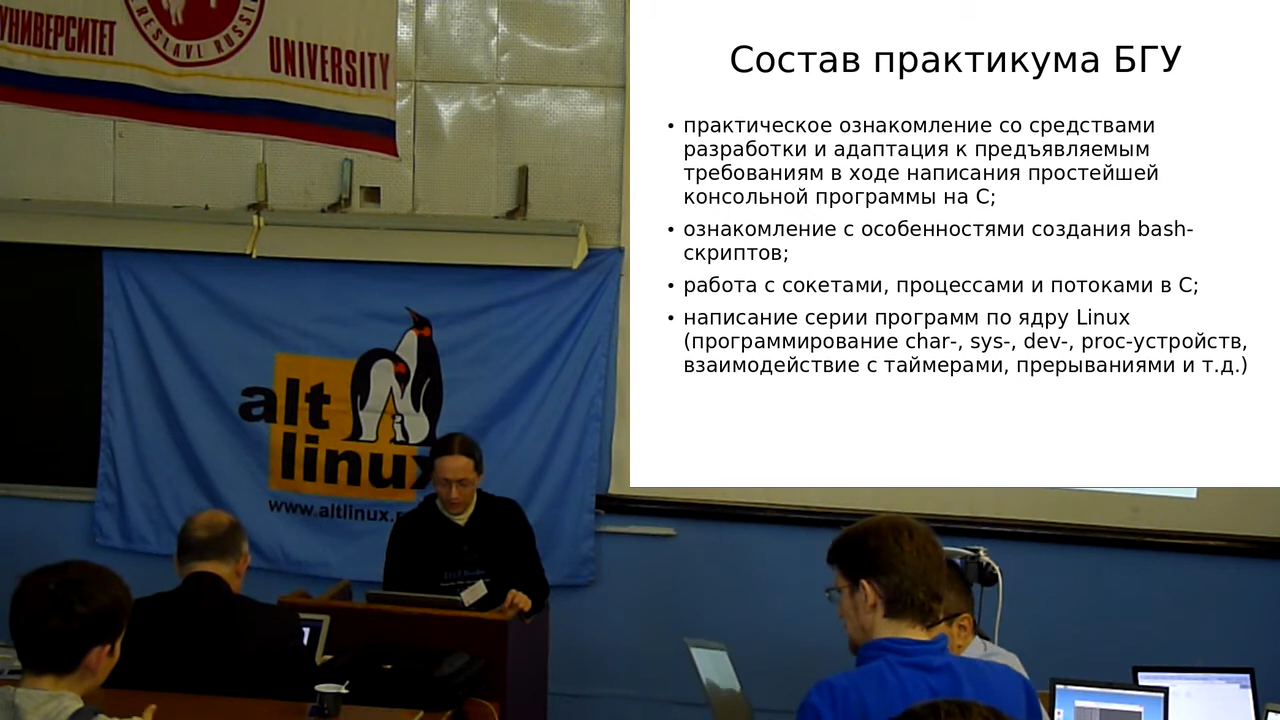 УНИВЕРСИТЕТ
UNIVERSITY
alt
linux
www.altlinux.
Состав практикума БГУ
• практическое ознакомление со средствами
разработки и адаптация к предъявляемым
требованиям в ходе написания простейшей
консольной программы на С;
• ознакомление с особенностями создания bash-
скриптов;
• работа с сокетами, процессами и потоками в С;
• написание серии программ по ядру Linux
(программирование char-, sys-, dev-, proc-устройств,
взаимодействие с таймерами, прерываниями и т.д.)